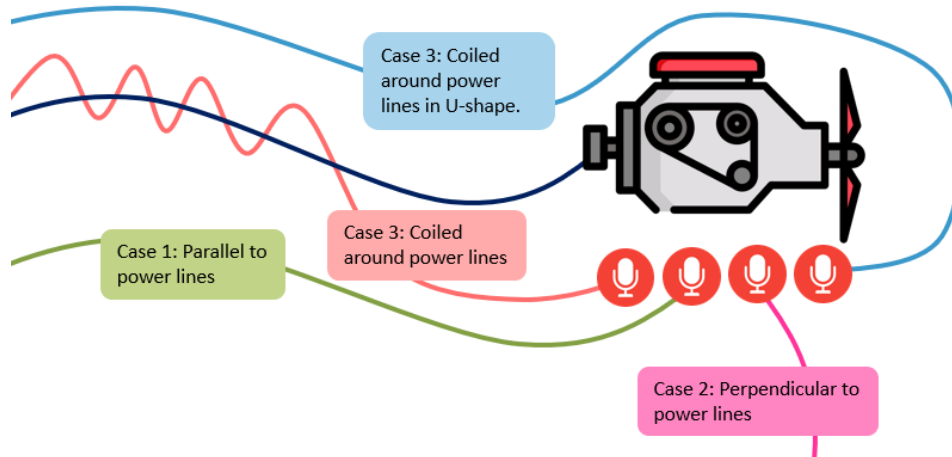 Case 3: Coiled
around power
lines in U-shape.
Case 1: Parallel to
power lines
Case 3: Coiled
around power lines
Case 2: Perpendicular to
power lines